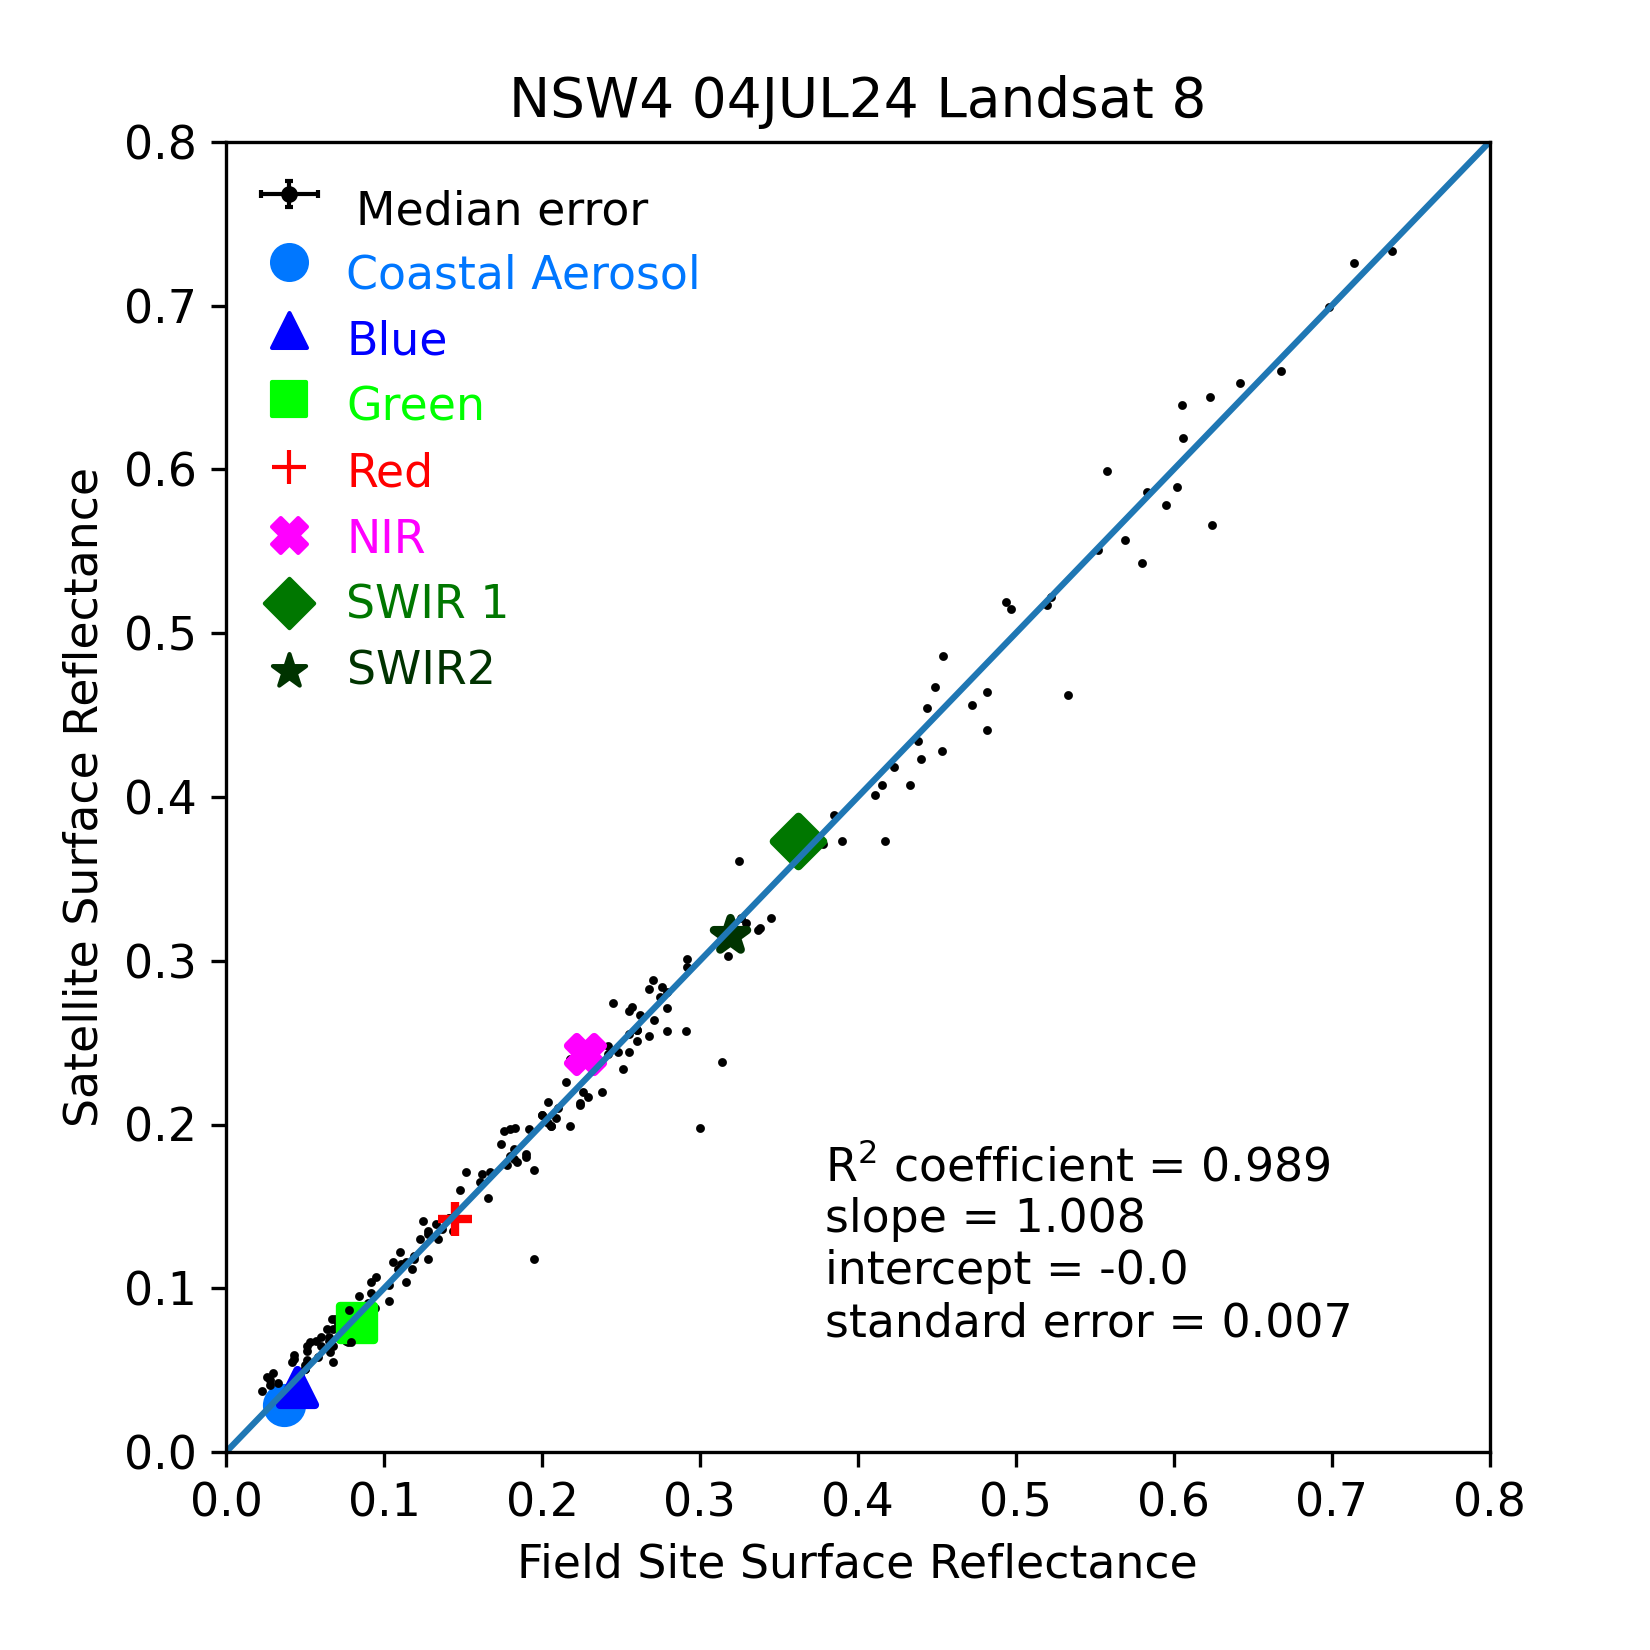 NSW4 04JUL24 Landsat 8
0.8
0.7
0.6
0.5
0.4
0.3
0.2
0.1
0.0
Satellite Surface Reflectance
Median error
Coastal Aerosol
Blue
Green
Red
NIR
SWIR 1
SWIR2
R² coefficient = 0.989
slope = 1.008
intercept = -0.0
standard error = 0.007
0.0 0.1 0.2 0.3 0.4 0.5 0.6 0.7 0.8
Field Site Surface Reflectance